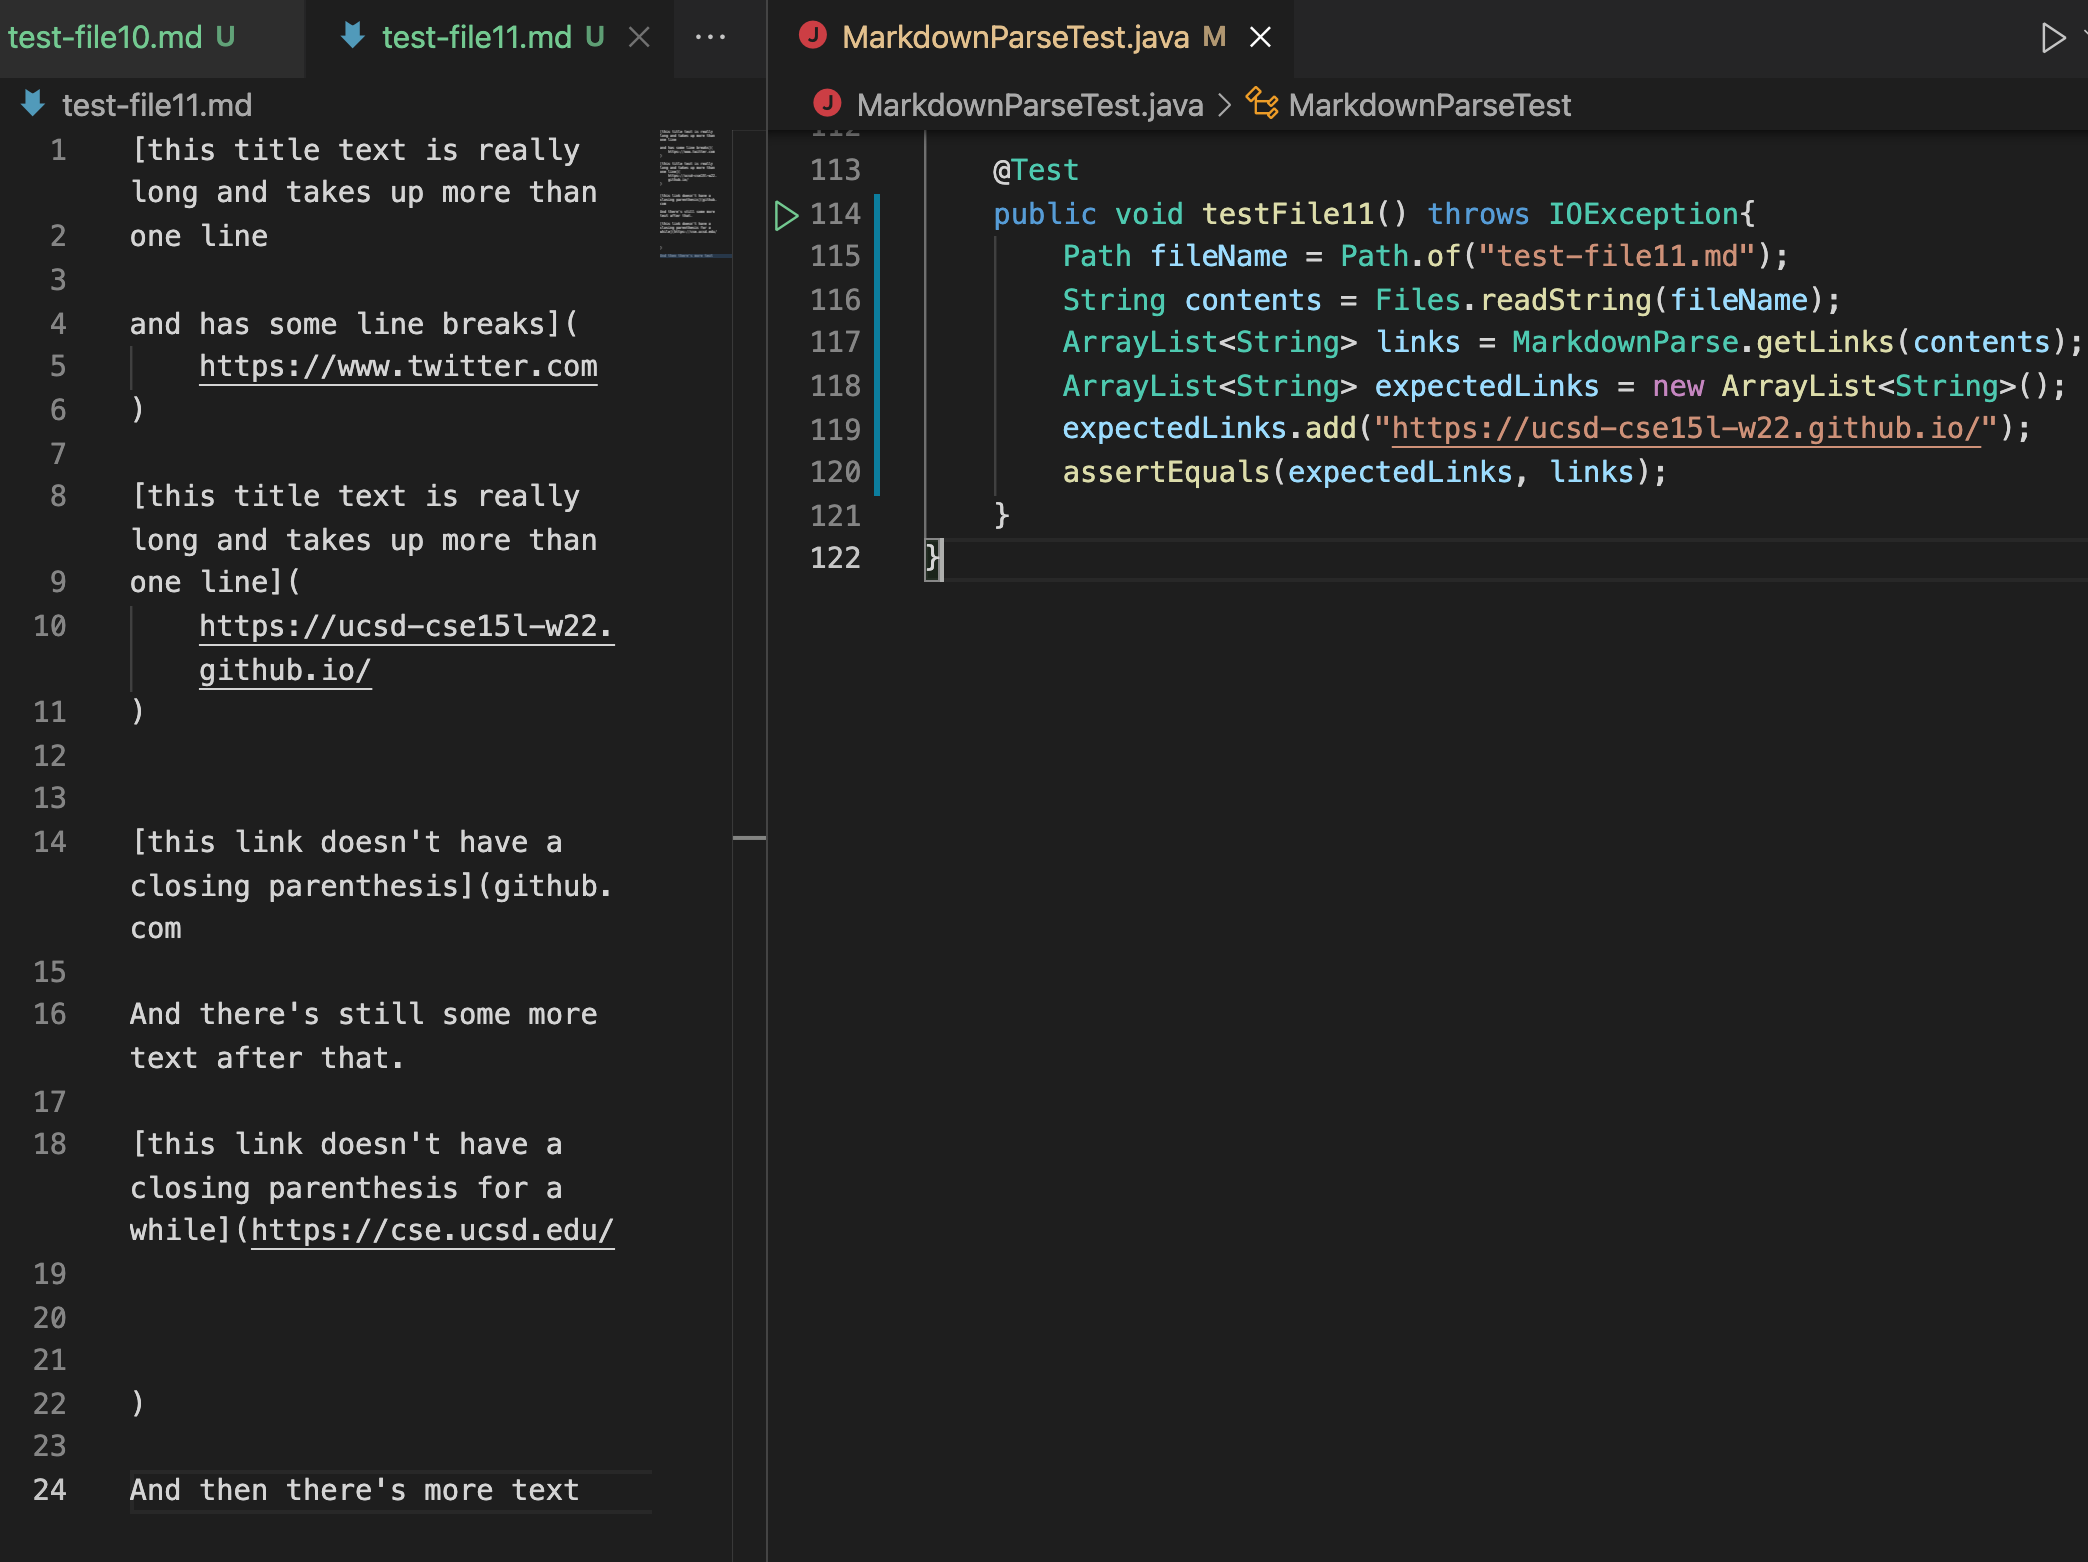 test-file10.md U
test-file11.md U
test-file11.md
1 [this title text is really
long and takes up more than
2 one line
3
4 and has some line breaks](
5 https://www.twitter.com
6 )
7
8 [this title text is really
long and takes up more than
9 one line](
10 https://ucsd-cse15l-w22.
github.io/
11 )
12
13
14 [this link doesn't have a
closing parenthesis](github.
com
15
16 And there's still some more
text after that.
17
18 [this link doesn't have a
closing parenthesis for a
while](https://cse.ucsd.edu/
19
20
21
22 )
23
24 And then there's more text
J MarkdownParseTest.java M
J MarkdownParseTest.java > MarkdownParseTest
112
113 @Test
114 public void testFile11() throws IOException{
115 Path fileName = Path.of("test-file11.md");
116 String contents = Files.readString(fileName);
117 ArrayList<String> links = MarkdownParse.getLinks(contents);
118 ArrayList<String> expectedLinks = new ArrayList<String>();
119 expectedLinks.add("https://ucsd-cse15l-w22.github.io/");
120 assertEquals(expectedLinks, links);
121 }
122 }